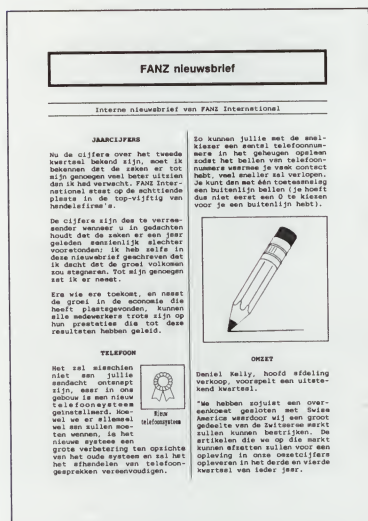 FANZ nieuwsbrief
Interne nieuwsbrief van FANZ International
JAARCIJFERS
Nu de cijfers over het tweede
kwartaal bekend zijn, moet ik
bekennen dat de zaken er tot
mijn genoegen veel beter uitzien
dan ik had verwacht. FANZ Inter-
national staat op de achttiende
plaats in de top-vijftig van
handelsfirma's.
De cijfers zijn des te verras-
sender wanneer u in gedachten
houdt dat de zaken er een jaar
geleden aanzienlijk slechter
voorstonden; ik heb zelfs in
deze nieuwsbrief geschreven dat
ik dacht dat de groei volkomen
zou stagneren. Tot mijn genoegen
zat ik er naast.
Ere wie ere toekomt, en naast
de groei in de economie die
heeft plaatsgevonden, kunnen
alle medewerkers trots zijn op
hun prestaties die tot deze
resultaten hebben geleid.
TELEFOON
Het zal misschien
niet aan jullie
aandacht ontsnapt
zijn, maar in ons
gebouw is een nieuw
telefoonsysteem
geïnstalleerd. Hoe-
wel we er allemaal
wel aan zullen moe-
ten wennen, is het
nieuwe systeem een
grote verbetering ten opzichte
van het oude systeem en zal het
het afhandelen van telefoon-
gesprekken vereenvoudigen.
Nieuw
telefoonsysteem
Zo kunnen jullie met de snel-
kiezer een aantal telefoonnum-
mers in het geheugen opslaan
zodat het bellen van telefoon-
nummers waarmee je vaak contact
hebt, veel sneller zal verlopen.
Je kunt dan met één toetsaanslag
een buitenlijn bellen (je hoeft
dus niet eerst een 0 te kiezen
voor je een buitenlijn hebt).
OMZET
Daniel Kelly, hoofd afdeling
verkoop, voorspelt een uitste-
kend kwartaal.
"We hebben zojuist een over-
eenkomst gesloten met Swiss
America waardoor wij een groot
gedeelte van de Zwitserse markt
zullen kunnen bestrijken. De
artikelen die we op die markt
kunnen afzetten zullen voor een
opleving in onze omzetcijfers
opleveren in het derde en vierde
kwartaal van ieder jaar.